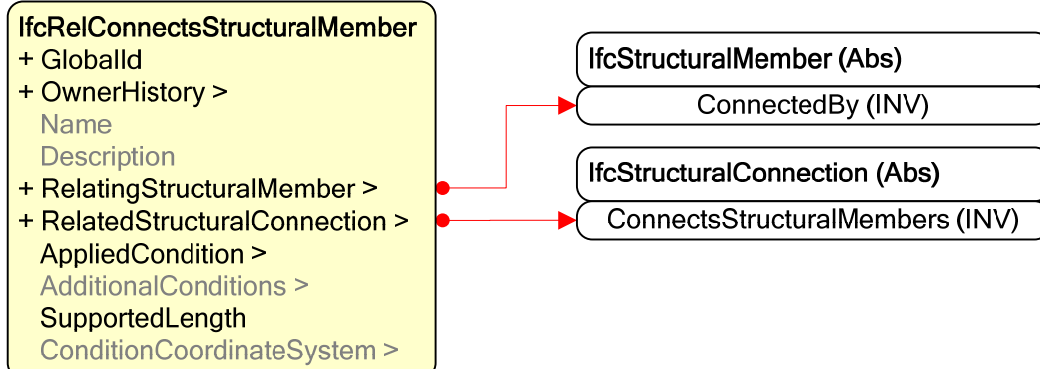 IfcRelConnectsStructuralMember
+ GlobalId
+ OwnerHistory >
Name
Description
+ RelatingStructuralMember >
+ RelatedStructuralConnection >
AppliedCondition >
AdditionalConditions >
SupportedLength
ConditionCoordinateSystem >
IfcStructuralMember (Abs)
ConnectedBy (INV)
IfcStructuralConnection (Abs)
ConnectsStructuralMembers (INV)